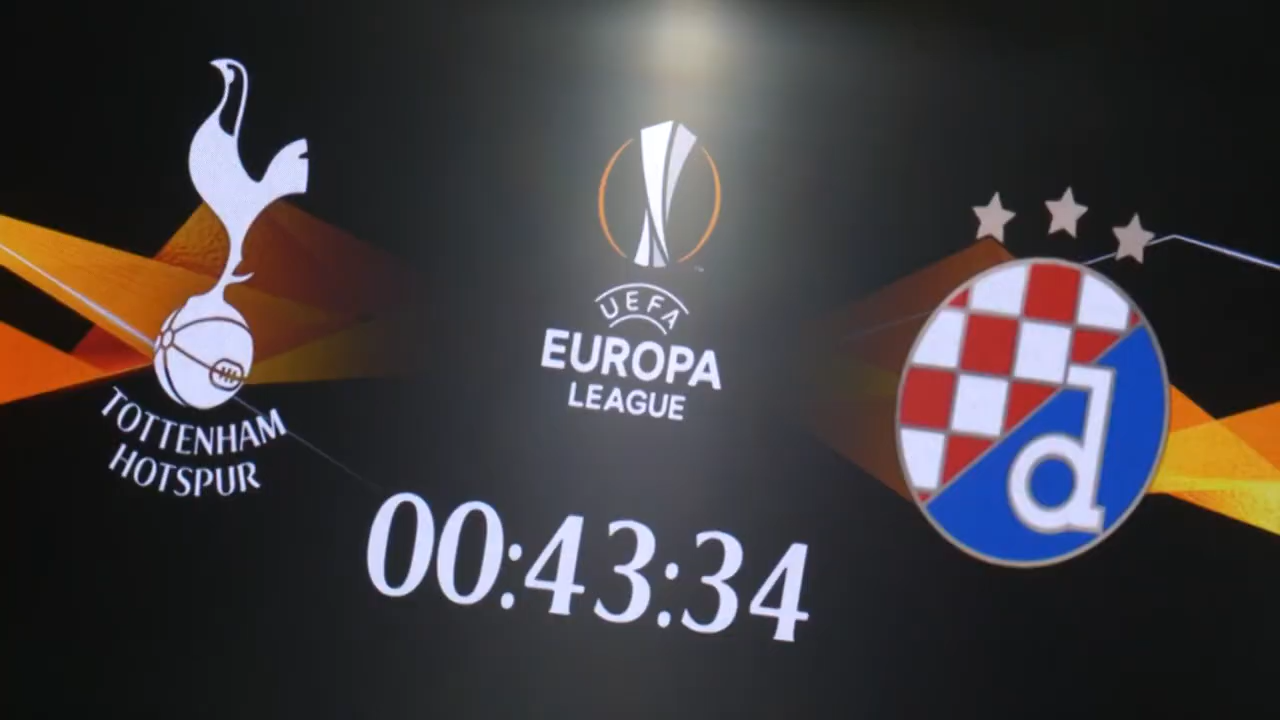 TOTTENHAM
HOTSPUR
UEFA
EUROPA
LEAGUE
d
00:43:34